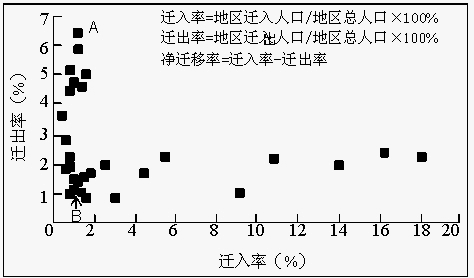 迁入率=地区迁入人口/地区总人口×100%
迁出率=地区迁出人口/地区总人口×100%
净迁移率=迁入率-迁出率
A
7
6
5
4
3
2
1
迁出率（%）
B
0 2 4 6 8 10 12 14 16 18 20
迁入率（%）